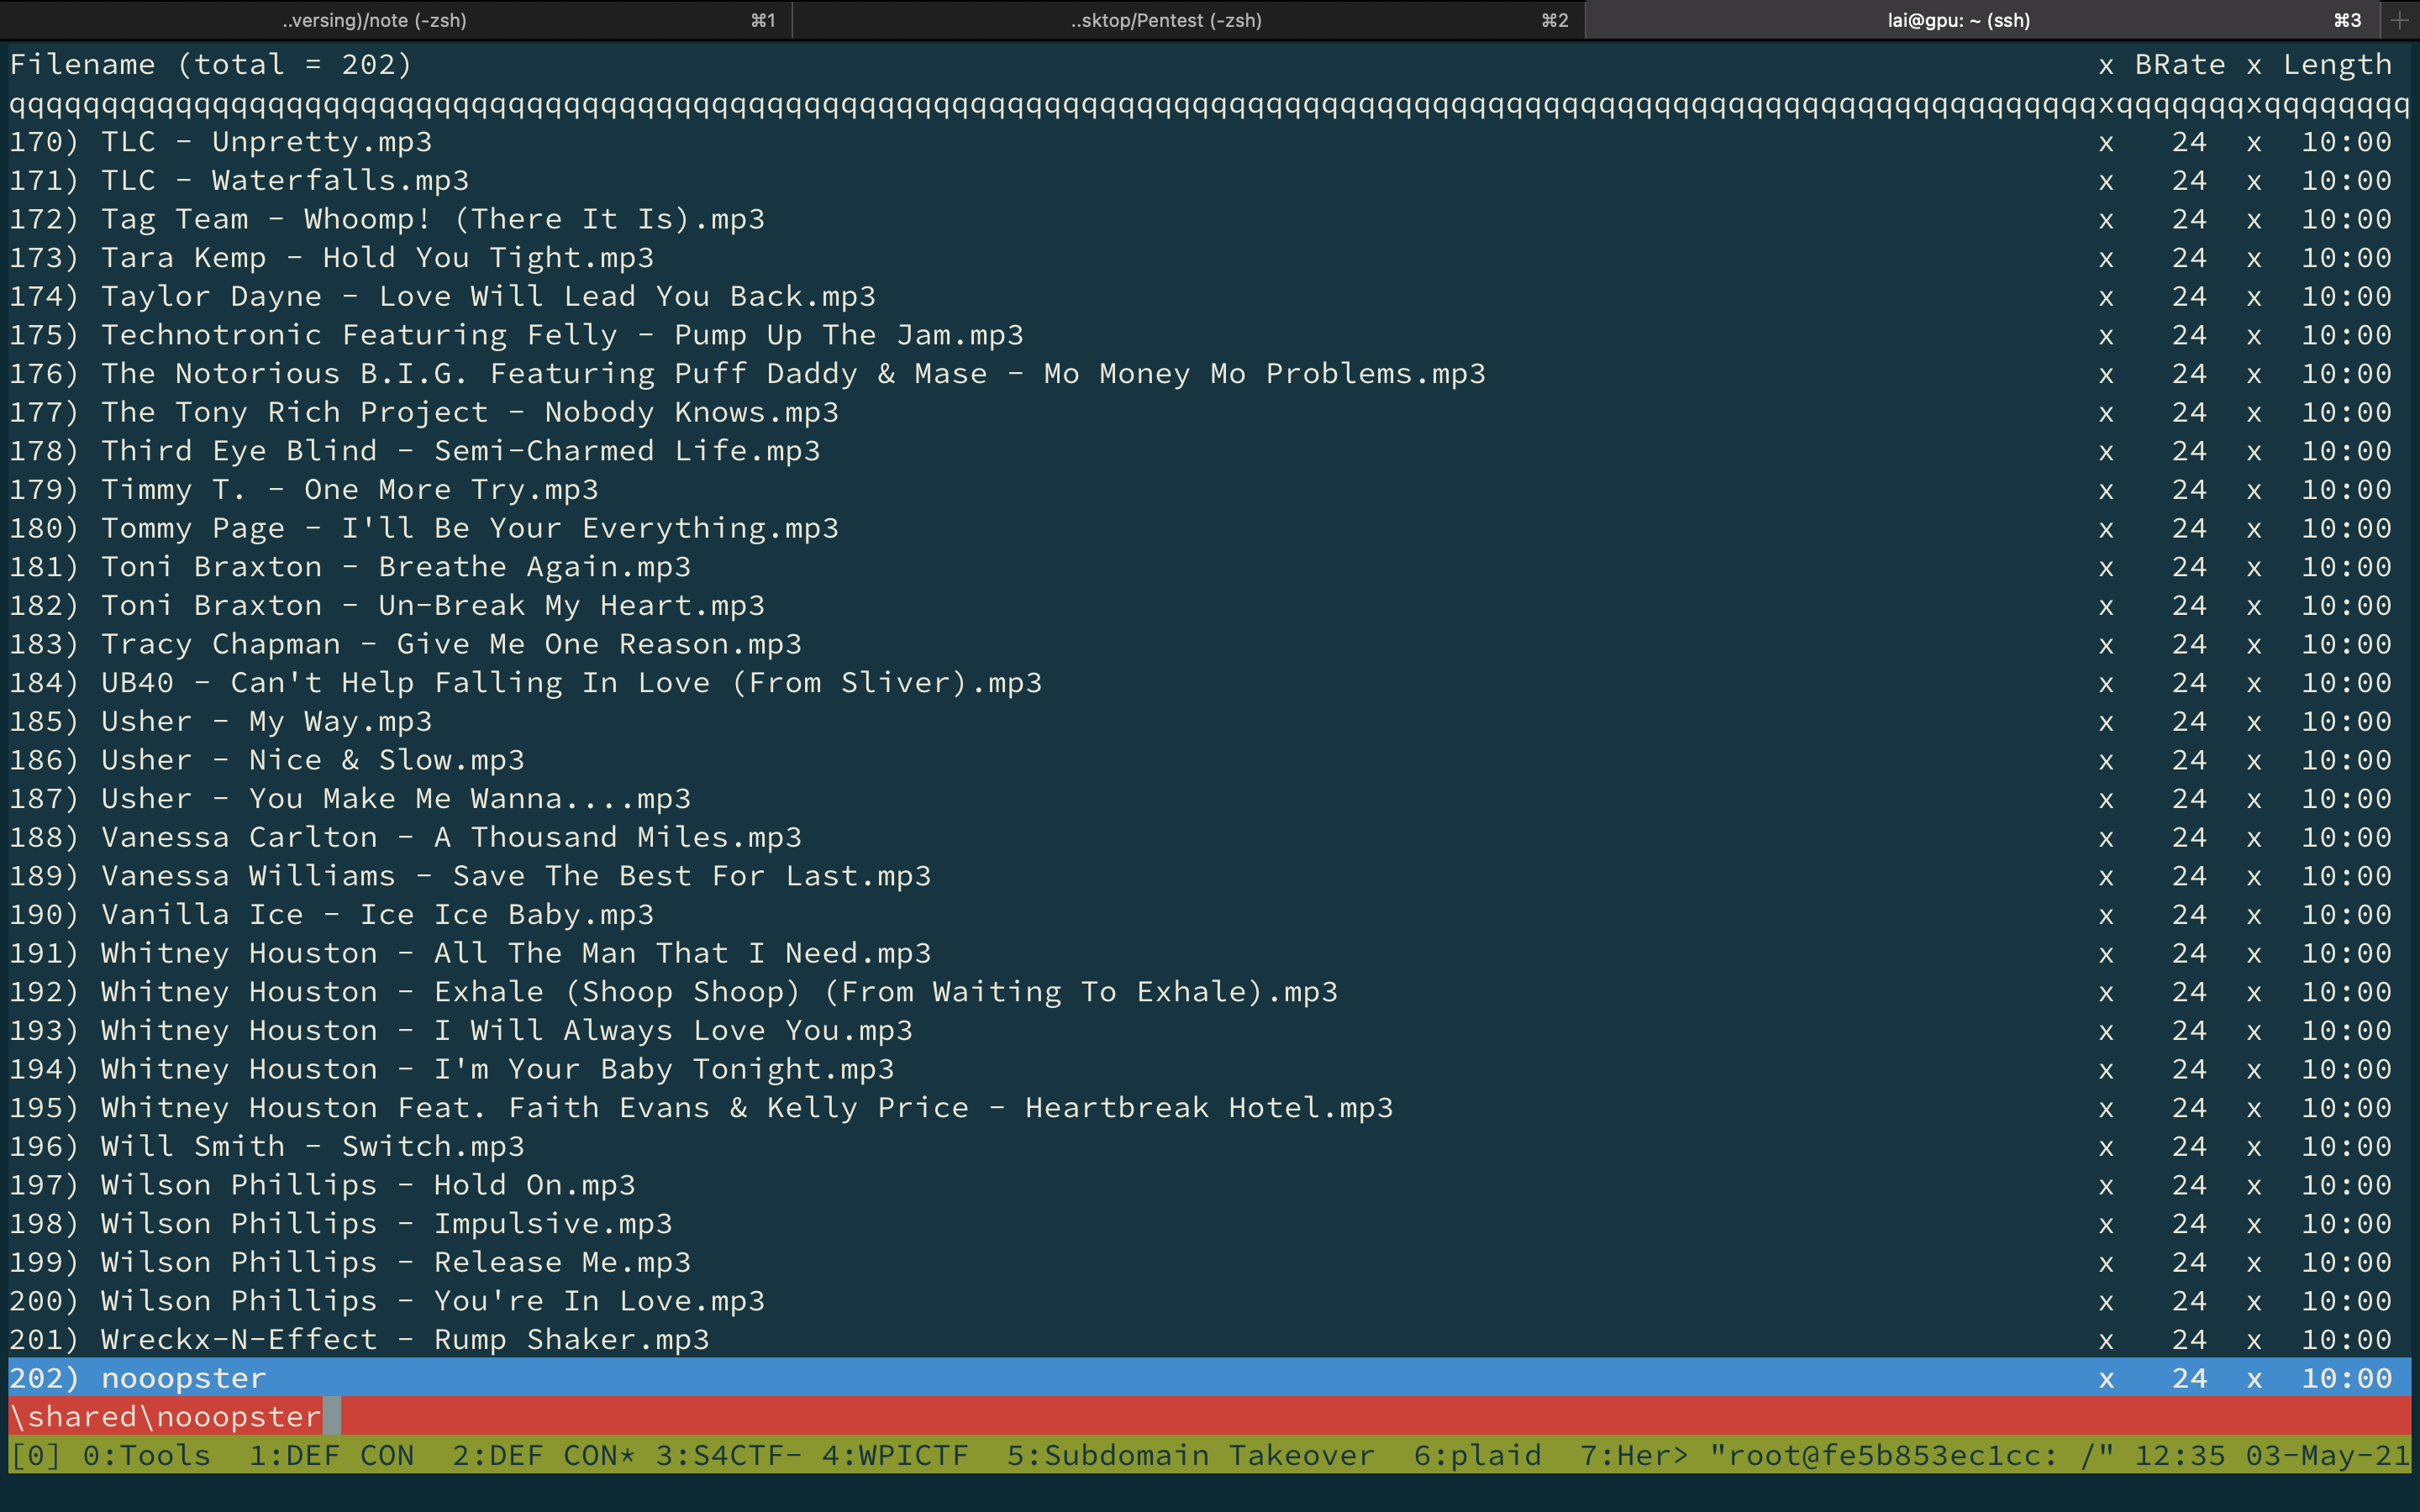 ..versing)/note (-zsh) ⌘1 ..sktop/Pentest (-zsh) ⌘2 lai@gpu: ~ (ssh) ⌘3 +
Filename (total = 202) x BRate x Length
qqqqqqqqqqqqqqqqqqqqqqqqqqqqqqqqqqqqqqqqqqqqqqqqqqqqqqqqqqqqqqqqqqqqqqqqqqqqqqqqqqqqqqqqqqqqqqqqqqqqqqqqqqqqqqqqqxqqqqqqqxqqqqqqqq
170) TLC - Unpretty.mp3 x 24 x 10:00
171) TLC - Waterfalls.mp3 x 24 x 10:00
172) Tag Team - Whoomp! (There It Is).mp3 x 24 x 10:00
173) Tara Kemp - Hold You Tight.mp3 x 24 x 10:00
174) Taylor Dayne - Love Will Lead You Back.mp3 x 24 x 10:00
175) Technotronic Featuring Felly - Pump Up The Jam.mp3 x 24 x 10:00
176) The Notorious B.I.G. Featuring Puff Daddy & Mase - Mo Money Mo Problems.mp3 x 24 x 10:00
177) The Tony Rich Project - Nobody Knows.mp3 x 24 x 10:00
178) Third Eye Blind - Semi-Charmed Life.mp3 x 24 x 10:00
179) Timmy T. - One More Try.mp3 x 24 x 10:00
180) Tommy Page - I'll Be Your Everything.mp3 x 24 x 10:00
181) Toni Braxton - Breathe Again.mp3 x 24 x 10:00
182) Toni Braxton - Un-Break My Heart.mp3 x 24 x 10:00
183) Tracy Chapman - Give Me One Reason.mp3 x 24 x 10:00
184) UB40 - Can't Help Falling In Love (From Sliver).mp3 x 24 x 10:00
185) Usher - My Way.mp3 x 24 x 10:00
186) Usher - Nice & Slow.mp3 x 24 x 10:00
187) Usher - You Make Me Wanna....mp3 x 24 x 10:00
188) Vanessa Carlton - A Thousand Miles.mp3 x 24 x 10:00
189) Vanessa Williams - Save The Best For Last.mp3 x 24 x 10:00
190) Vanilla Ice - Ice Ice Baby.mp3 x 24 x 10:00
191) Whitney Houston - All The Man That I Need.mp3 x 24 x 10:00
192) Whitney Houston - Exhale (Shoop Shoop) (From Waiting To Exhale).mp3 x 24 x 10:00
193) Whitney Houston - I Will Always Love You.mp3 x 24 x 10:00
194) Whitney Houston - I'm Your Baby Tonight.mp3 x 24 x 10:00
195) Whitney Houston Feat. Faith Evans & Kelly Price - Heartbreak Hotel.mp3 x 24 x 10:00
196) Will Smith - Switch.mp3 x 24 x 10:00
197) Wilson Phillips - Hold On.mp3 x 24 x 10:00
198) Wilson Phillips - Impulsive.mp3 x 24 x 10:00
199) Wilson Phillips - Release Me.mp3 x 24 x 10:00
200) Wilson Phillips - You're In Love.mp3 x 24 x 10:00
201) Wreckx-N-Effect - Rump Shaker.mp3 x 24 x 10:00
202) nooopster x 24 x 10:00
\shared\nooopster
[0] 0:Tools 1:DEF CON 2:DEF CON* 3:S4CTF- 4:WPICTF 5:Subdomain Takeover 6:plaid 7:Her> "root@fe5b853ec1cc: /" 12:35 03-May-21